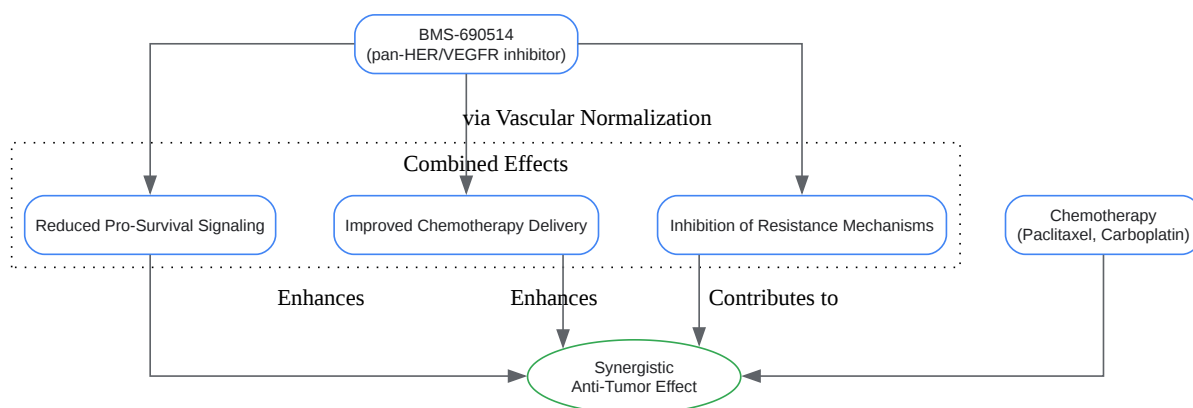 BMS-690514
(pan-HER/VEGFR inhibitor)
via Vascular Normalization
Combined Effects
Reduced Pro-Survival Signaling
Improved Chemotherapy Delivery
Inhibition of Resistance Mechanisms
Chemotherapy
(Paclitaxel, Carboplatin)
Enhances
Enhances
Contributes to
Synergistic
Anti-Tumor Effect